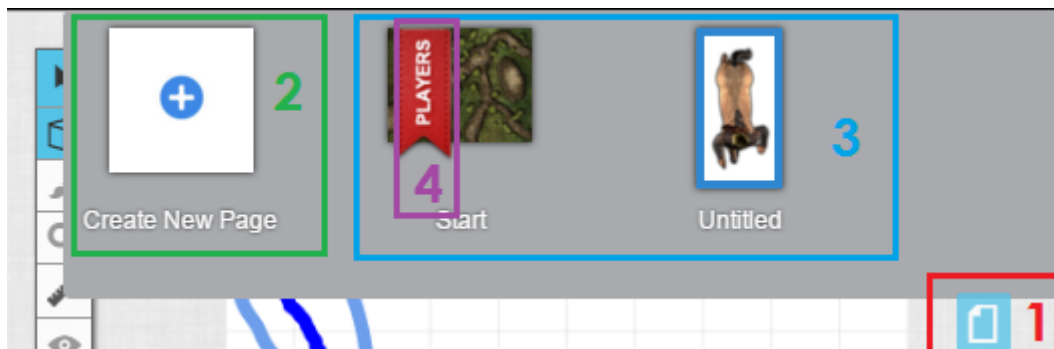 2
PLAYERS
3
4
Create New Page
Start
Untitled
1